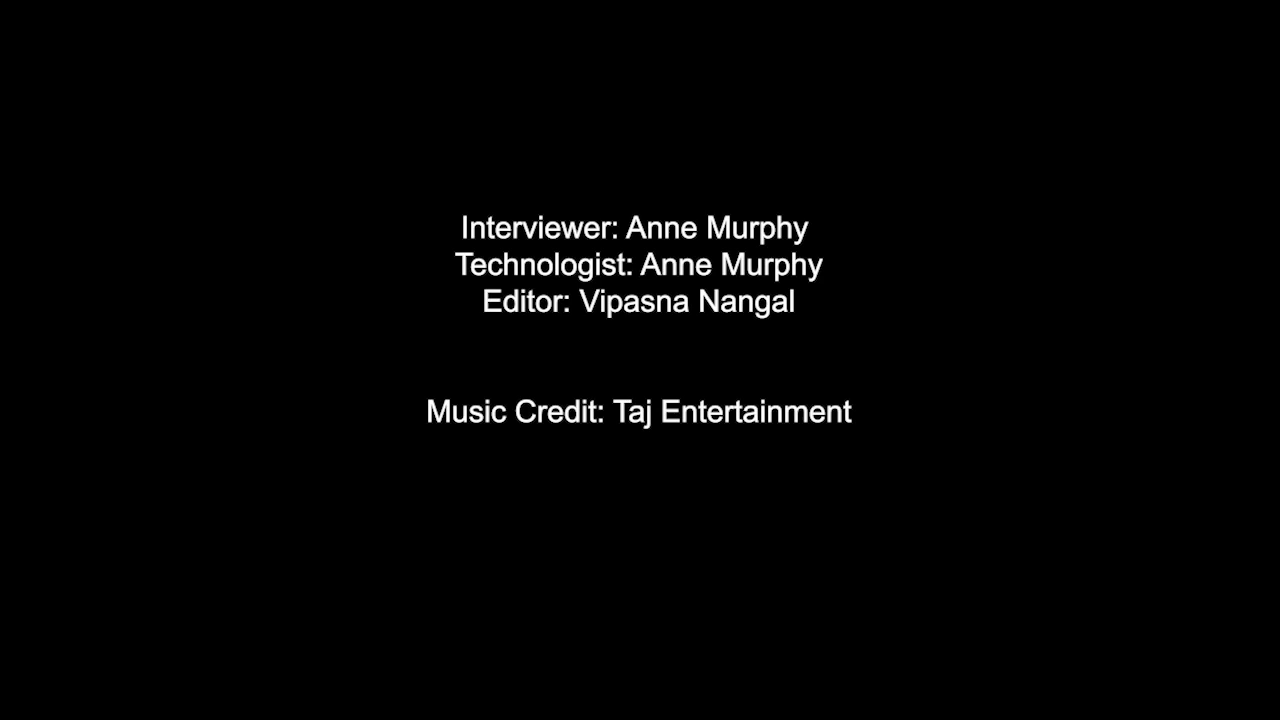 Interviewer: Anne Murphy
Technologist: Anne Murphy
Editor: Vipasna Nangal
Music Credit: Taj Entertainment